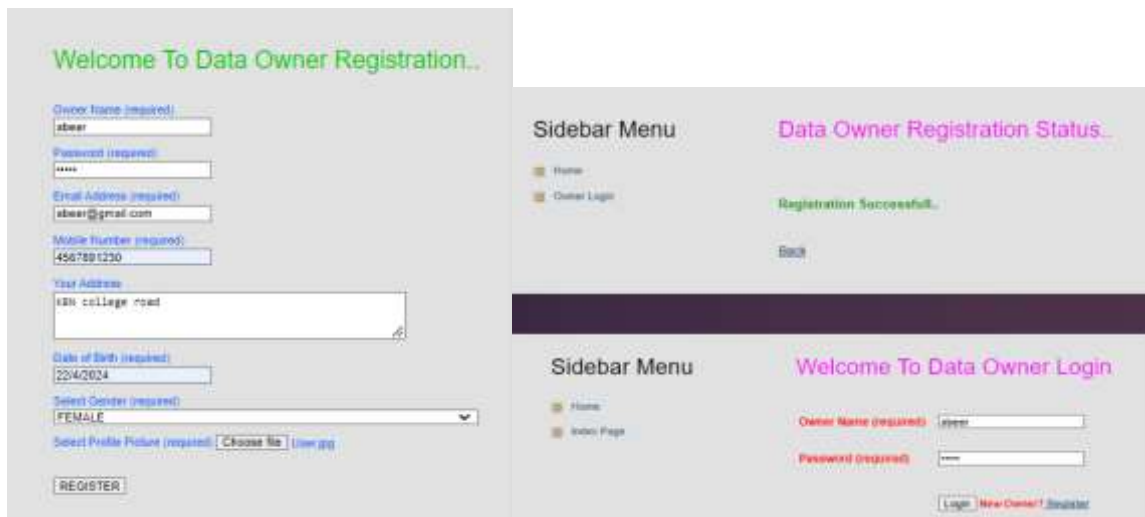 Welcome To Data Owner Registration..
Owner Name (required)
abeer
Password (required)
•••••
Email Address (required)
abeer@gmail.com
Mobile Number (required)
4567891230
Your Address
KBN college road
Date of Birth (required)
22/4/2024
Select Gender (required)
FEMALE
Select Profile Picture (required) Choose file User.jpg
REGISTER
Sidebar Menu
Home
Owner Login
Data Owner Registration Status..
Registration Successfull..
Back
Sidebar Menu
Home
Index Page
Welcome To Data Owner Login
Owner Name (required) abeer
Password (required) •••••
Login New Owner? Register